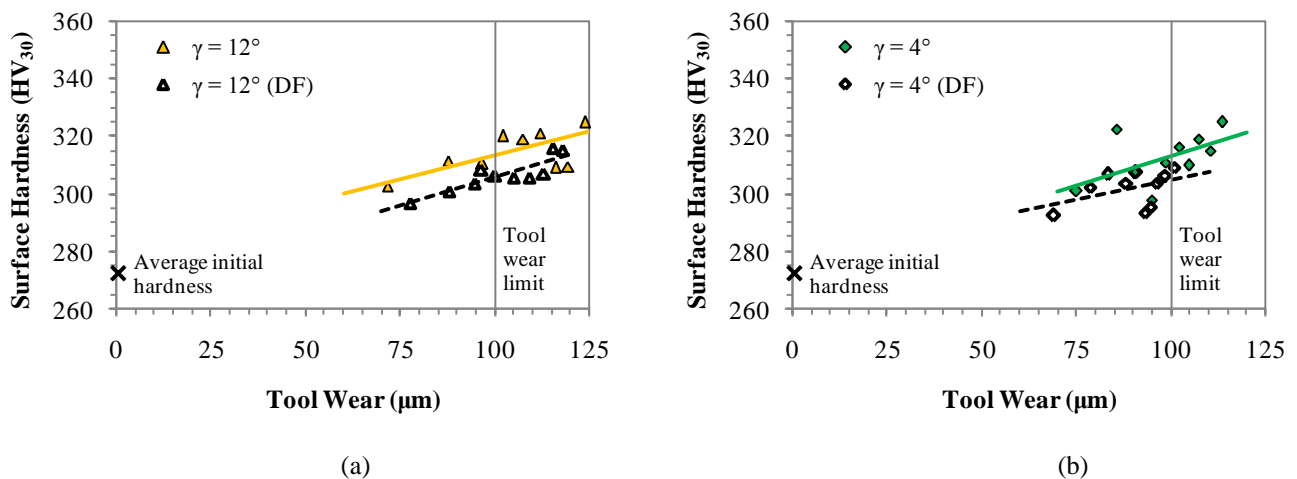 Surface Hardness (HV30)
360
340
320
300
280
260
γ = 12°
γ = 12° (DF)
Average initial
hardness
Tool
wear
limit
0
25
50
75
100
125
Tool Wear (μm)
(a)
Surface Hardness (HV30)
360
340
320
300
280
260
γ = 4°
γ = 4° (DF)
Average initial
hardness
Tool
wear
limit
0
25
50
75
100
125
Tool Wear (μm)
(b)